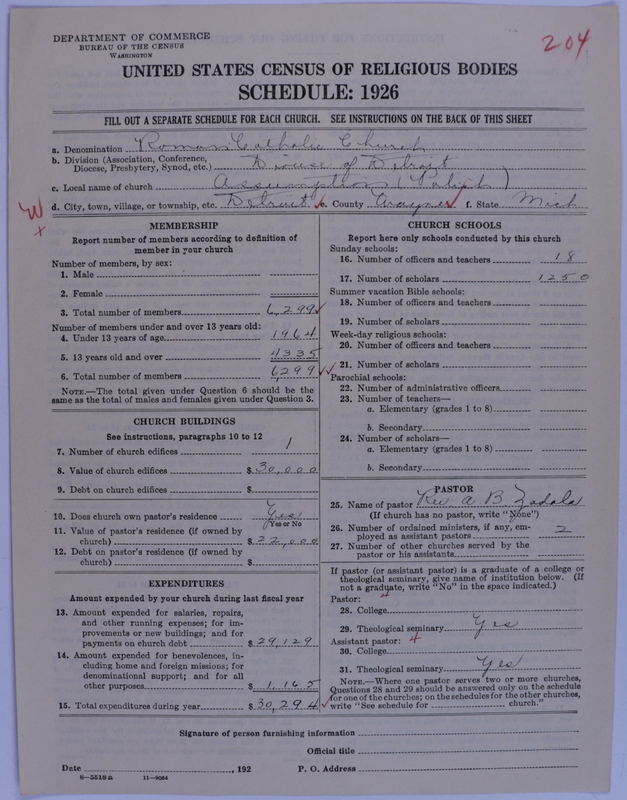 DEPARTMENT OF COMMERCE
BUREAU OF THE CENSUS
WASHINGTON
204
UNITED STATES CENSUS OF RELIGIOUS BODIES
SCHEDULE: 1926
FILL OUT A SEPARATE SCHEDULE FOR EACH CHURCH. SEE INSTRUCTIONS ON THE BACK OF THIS SHEET
a. Denomination Roman Catholic Church
b. Division (Association, Conference, Diocese, Presbytery, Synod, etc.) Diocese of Detroit
c. Local name of church Assumption (Polish)
W
x
d. City, town, village, or township, etc. Detroit e. County Wayne f. State Mich
MEMBERSHIP
Report number of members according to definition of
member in your church
Number of members, by sex:
1. Male
2. Female
3. Total number of members 6,299
Number of members under and over 13 years old:
4. Under 13 years of age 1964
5. 13 years old and over 4335
6. Total number of members 6299
NOTE.—The total given under Question 6 should be
same as the total of males and females given under Question 3.
CHURCH BUILDINGS
See instructions, paragraphs 10 to 12
7. Number of church edifices 1
8. Value of church edifices $30,000
9. Debt on church edifices $
10. Does church own pastor's residence Yes
Yes or No
11. Value of pastor's residence (if owned by
church) $22,000
12. Debt on pastor's residence (if owned by
church) $
EXPENDITURES
Amount expended by your church during last fiscal year
13. Amount expended for salaries, repairs,
and other running expenses; for im-
provements or new buildings; and for
payments on church debt $29,129
14. Amount expended for benevolences, in-
cluding home and foreign missions; for
denominational support; and for all
other purposes $1,165
15. Total expenditures during year $30,294
CHURCH SCHOOLS
Report here only schools conducted by this church
Sunday schools:
16. Number of officers and teachers 18
17. Number of scholars 1250
Summer vacation Bible schools:
18. Number of officers and teachers
19. Number of scholars
Week-day religious schools:
20. Number of officers and teachers
21. Number of scholars
Parochial schools:
22. Number of administrative officers
23. Number of teachers—
a. Elementary (grades 1 to 8)
b. Secondary
24. Number of scholars—
a. Elementary (grades 1 to 8)
b. Secondary
PASTOR
25. Name of pastor Rev A B Zadala
(If church has no pastor, write "None")
26. Number of ordained ministers, if any, em-
ployed as assistant pastors 2
27. Number of other churches served by the
pastor or his assistants
If pastor (or assistant pastor) is a graduate of a college or
theological seminary, give name of institution below. (If
not a graduate, write "No" in the space indicated.)
Pastor: 4
28. College
29. Theological seminary Yes
Assistant pastor: 4
30. College
31. Theological seminary Yes
NOTE.—Where one pastor serves two or more churches,
Questions 28 and 29 should be answered only on the schedule
for one of the churches; on the schedules for the other churches,
write "See schedule for church."
Signature of person furnishing information
Official title
Date , 192 P. O. Address
8—5518a 11—9084